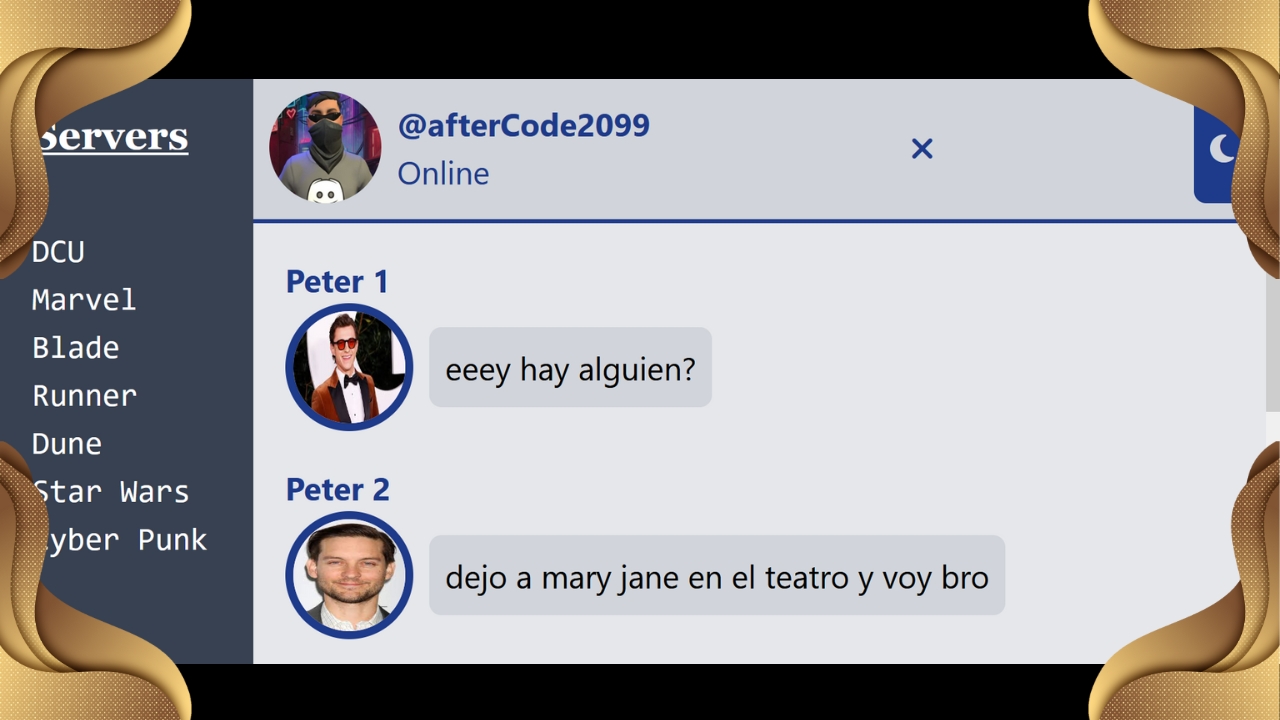 Servers
DCU
Marvel
Blade
Runner
Dune
Star Wars
Cyber Punk
@afterCode2099
Online
Peter 1
eeey hay alguien?
Peter 2
dejo a mary jane en el teatro y voy bro